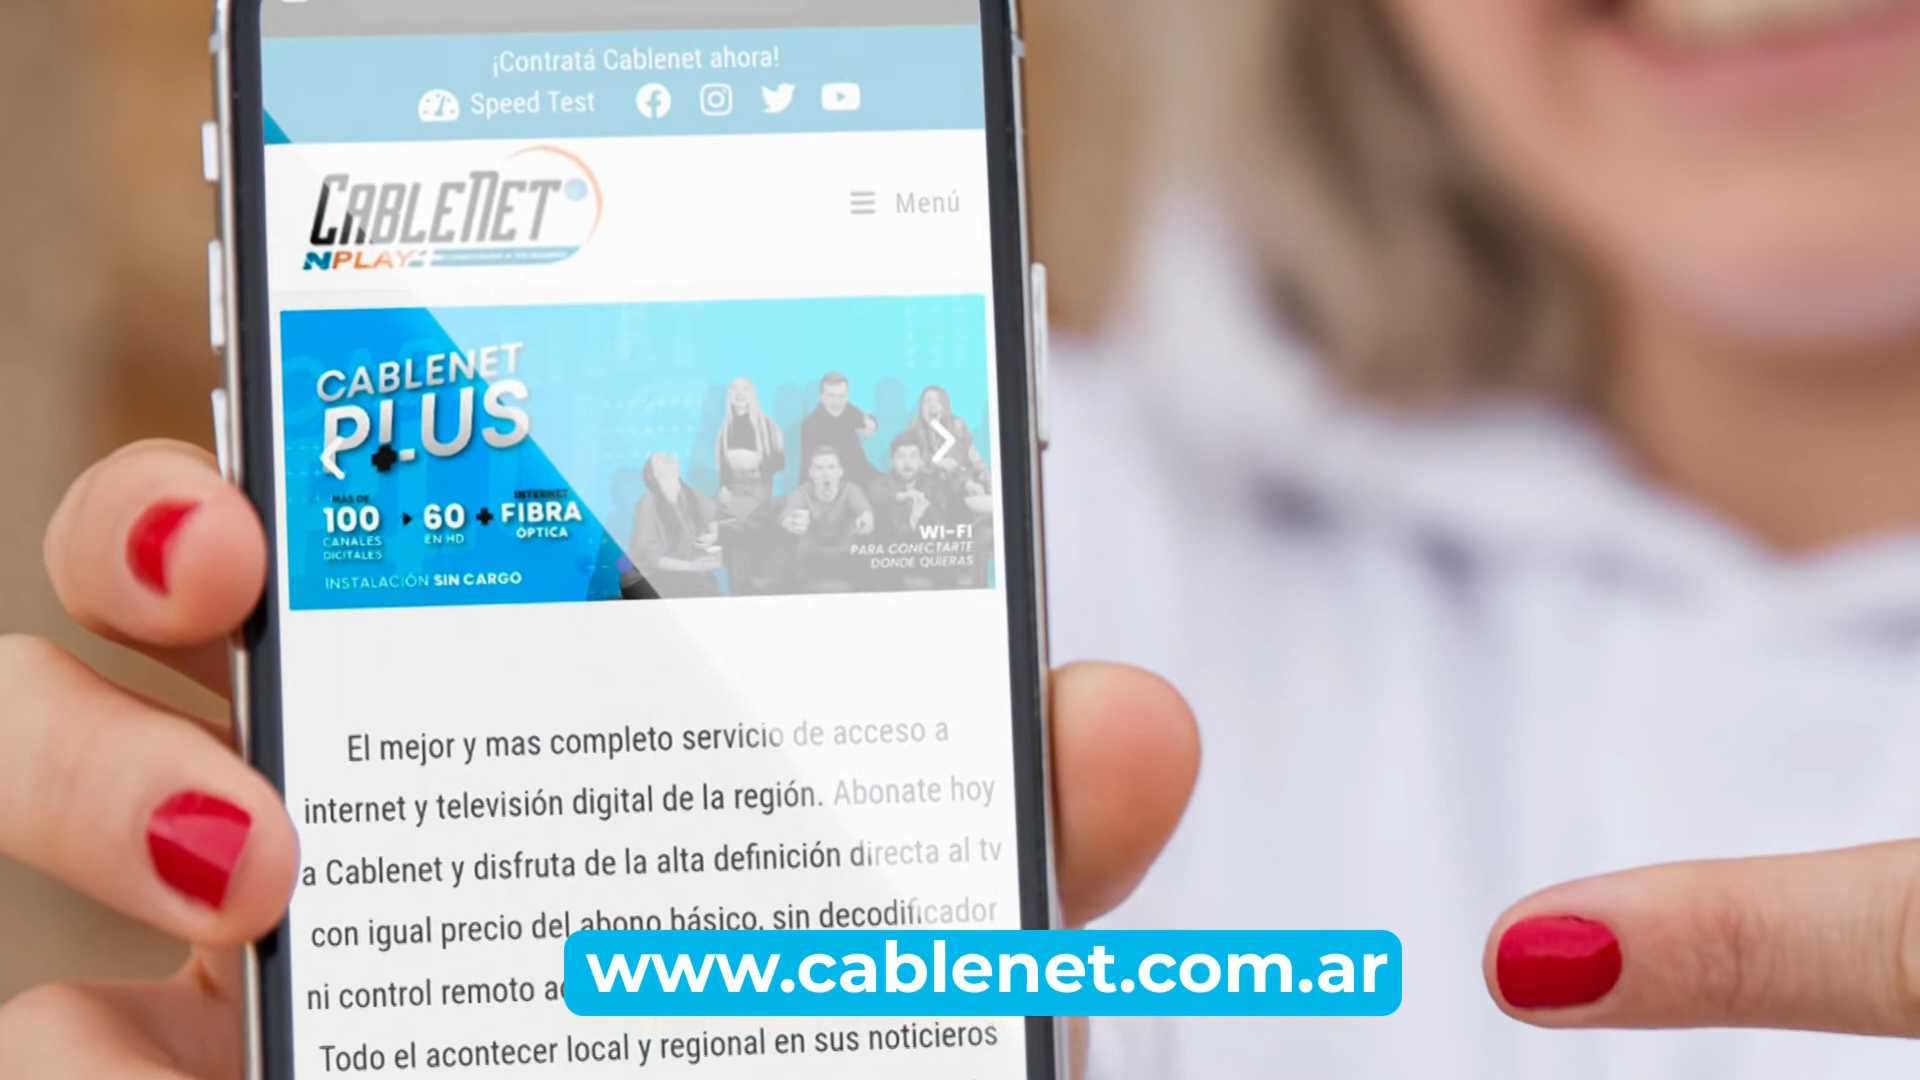 ¡Contratá Cablenet ahora!
Speed Test
CABLENET
NPLAY+
Menú
CABLENET
PLUS
MÁS DE
100
CANALES
DIGITALES
60
EN HD
+
INTERNET
FIBRA
ÓPTICA
INSTALACIÓN SIN CARGO
WI-FI
PARA CONECTARTE
DONDE QUIERAS
El mejor y mas completo servicio de acceso a
internet y televisión digital de la región. Abonate hoy
a Cablenet y disfruta de la alta definición directa al tv
con igual precio del abono básico, sin decodificador
ni control remoto
www.cablenet.com.ar
Todo el acontecer local y regional en sus noticieros